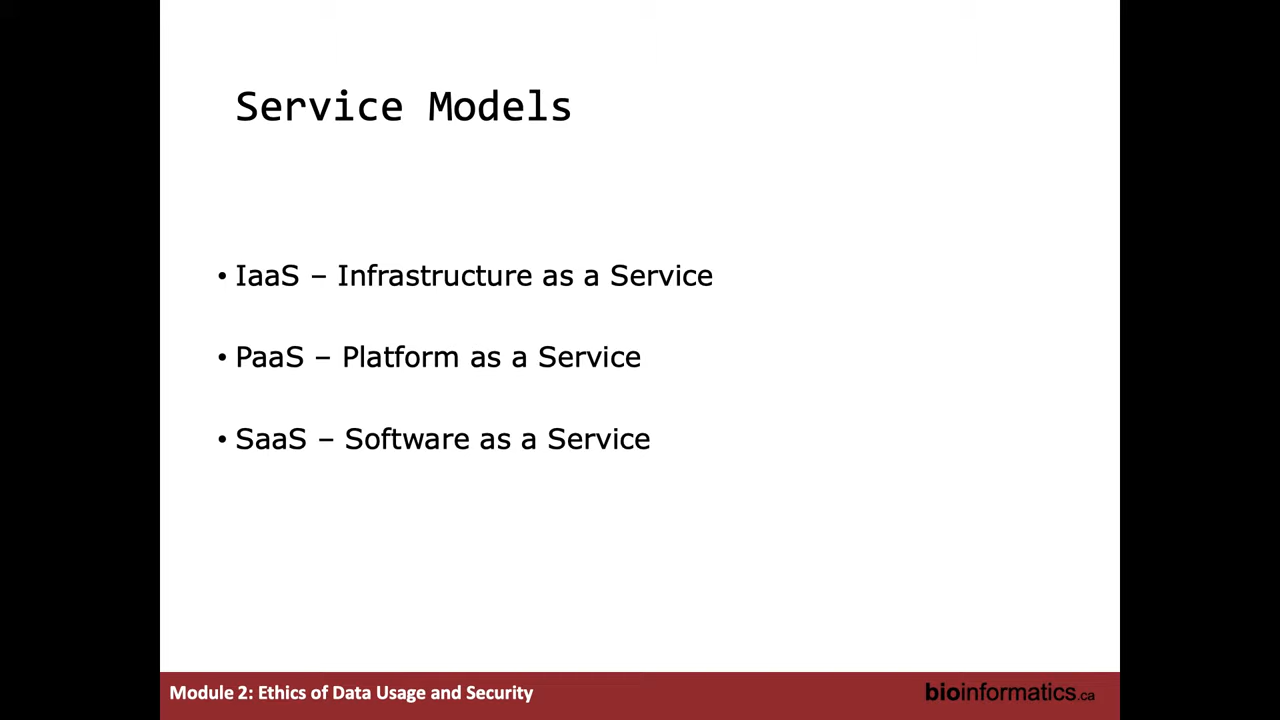 Service Models
• IaaS – Infrastructure as a Service
• PaaS – Platform as a Service
• SaaS – Software as a Service
Module 2: Ethics of Data Usage and Security
bioinformatics.ca